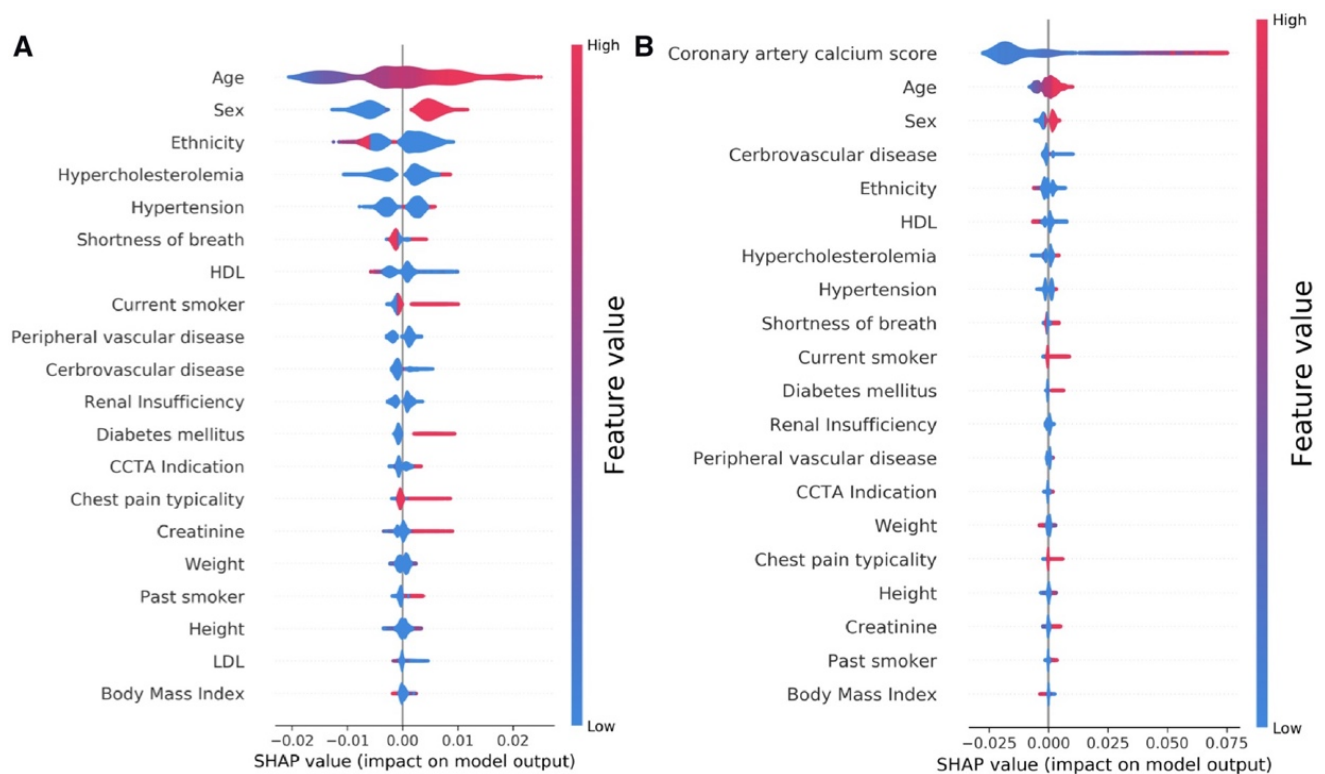 A
High
Age
Sex
Ethnicity
Hypercholesterolemia
Hypertension
Shortness of breath
HDL
Current smoker
Peripheral vascular disease
Cerbrovascular disease
Renal Insufficiency
Diabetes mellitus
CCTA Indication
Chest pain typicality
Creatinine
Weight
Past smoker
Height
LDL
Body Mass Index
Low
Feature value
−0.02 −0.01 0.00 0.01 0.02
SHAP value (impact on model output)
B
High
Coronary artery calcium score
Age
Sex
Cerbrovascular disease
Ethnicity
HDL
Hypercholesterolemia
Hypertension
Shortness of breath
Current smoker
Diabetes mellitus
Renal Insufficiency
Peripheral vascular disease
CCTA Indication
Weight
Chest pain typicality
Height
Creatinine
Past smoker
Body Mass Index
Low
Feature value
−0.025 0.000 0.025 0.050 0.075
SHAP value (impact on model output)